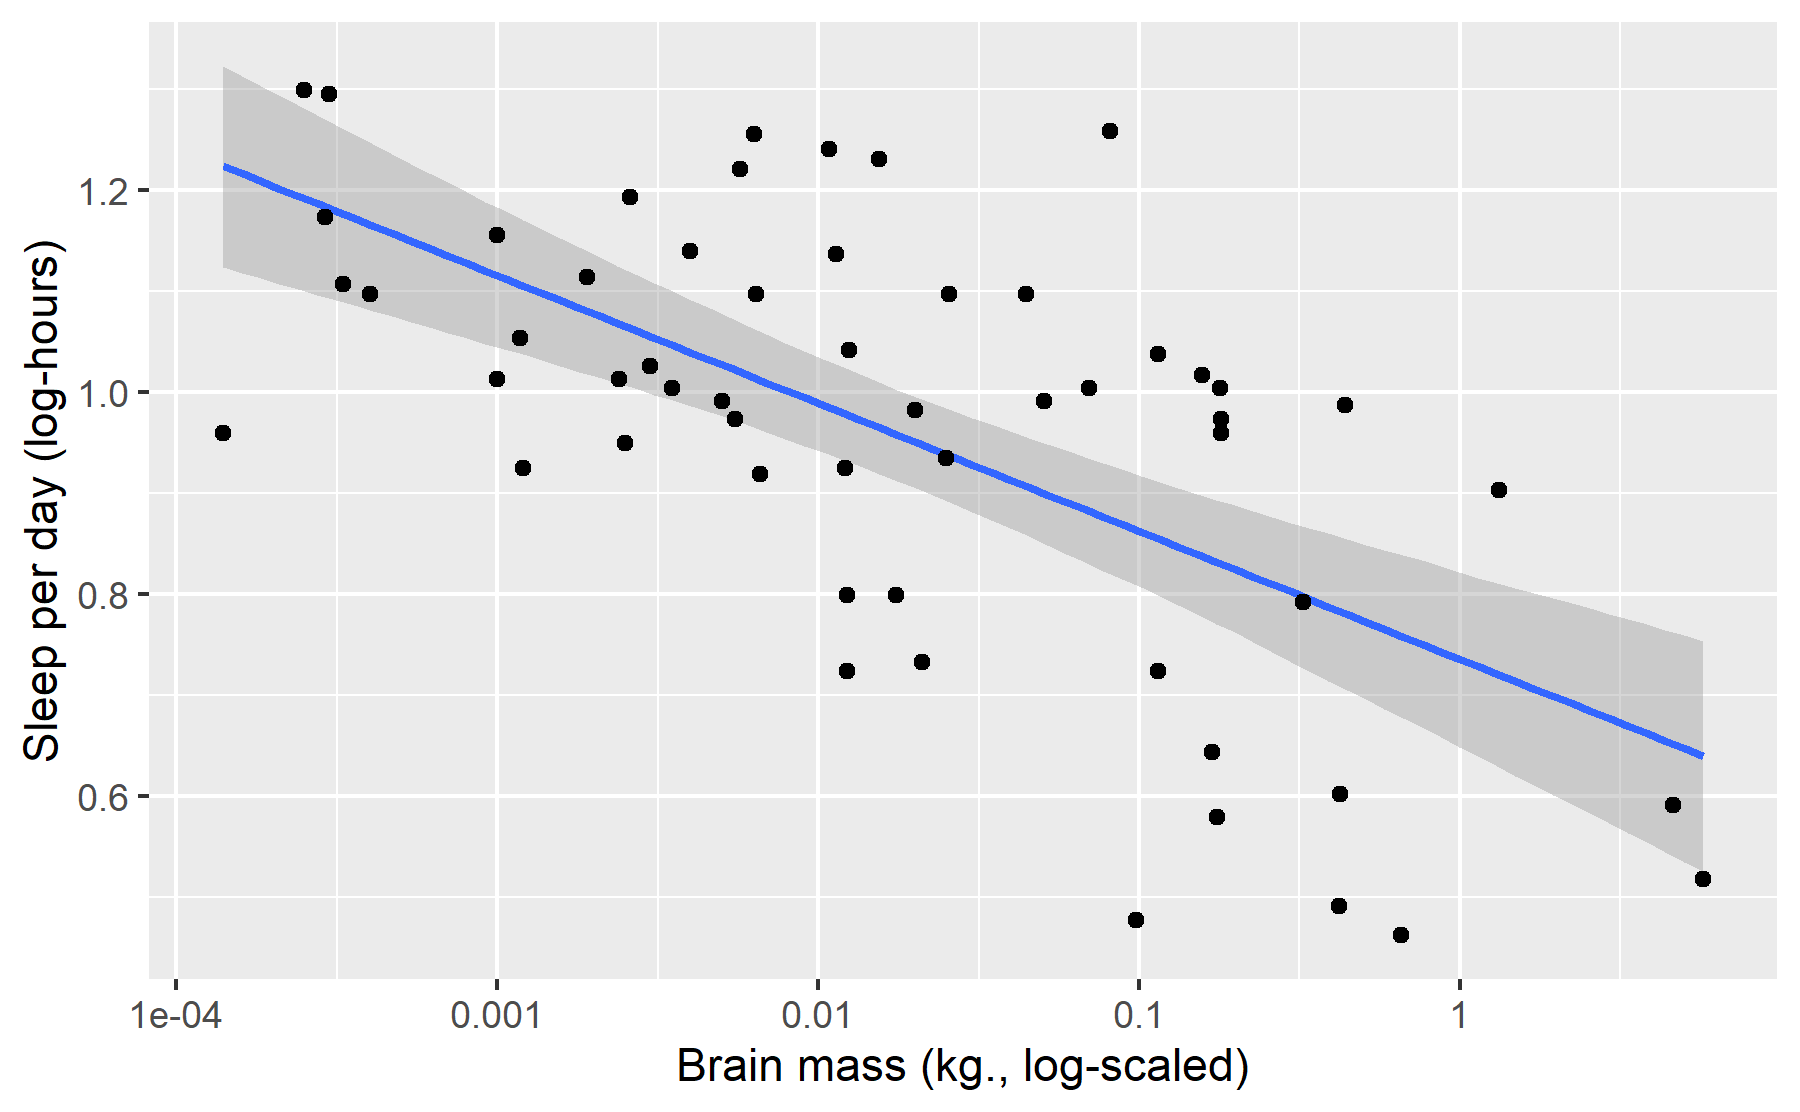 Sleep per day (log-hours)
1.2
1.0
0.8
0.6
1e-04 0.001 0.01 0.1 1
Brain mass (kg., log-scaled)